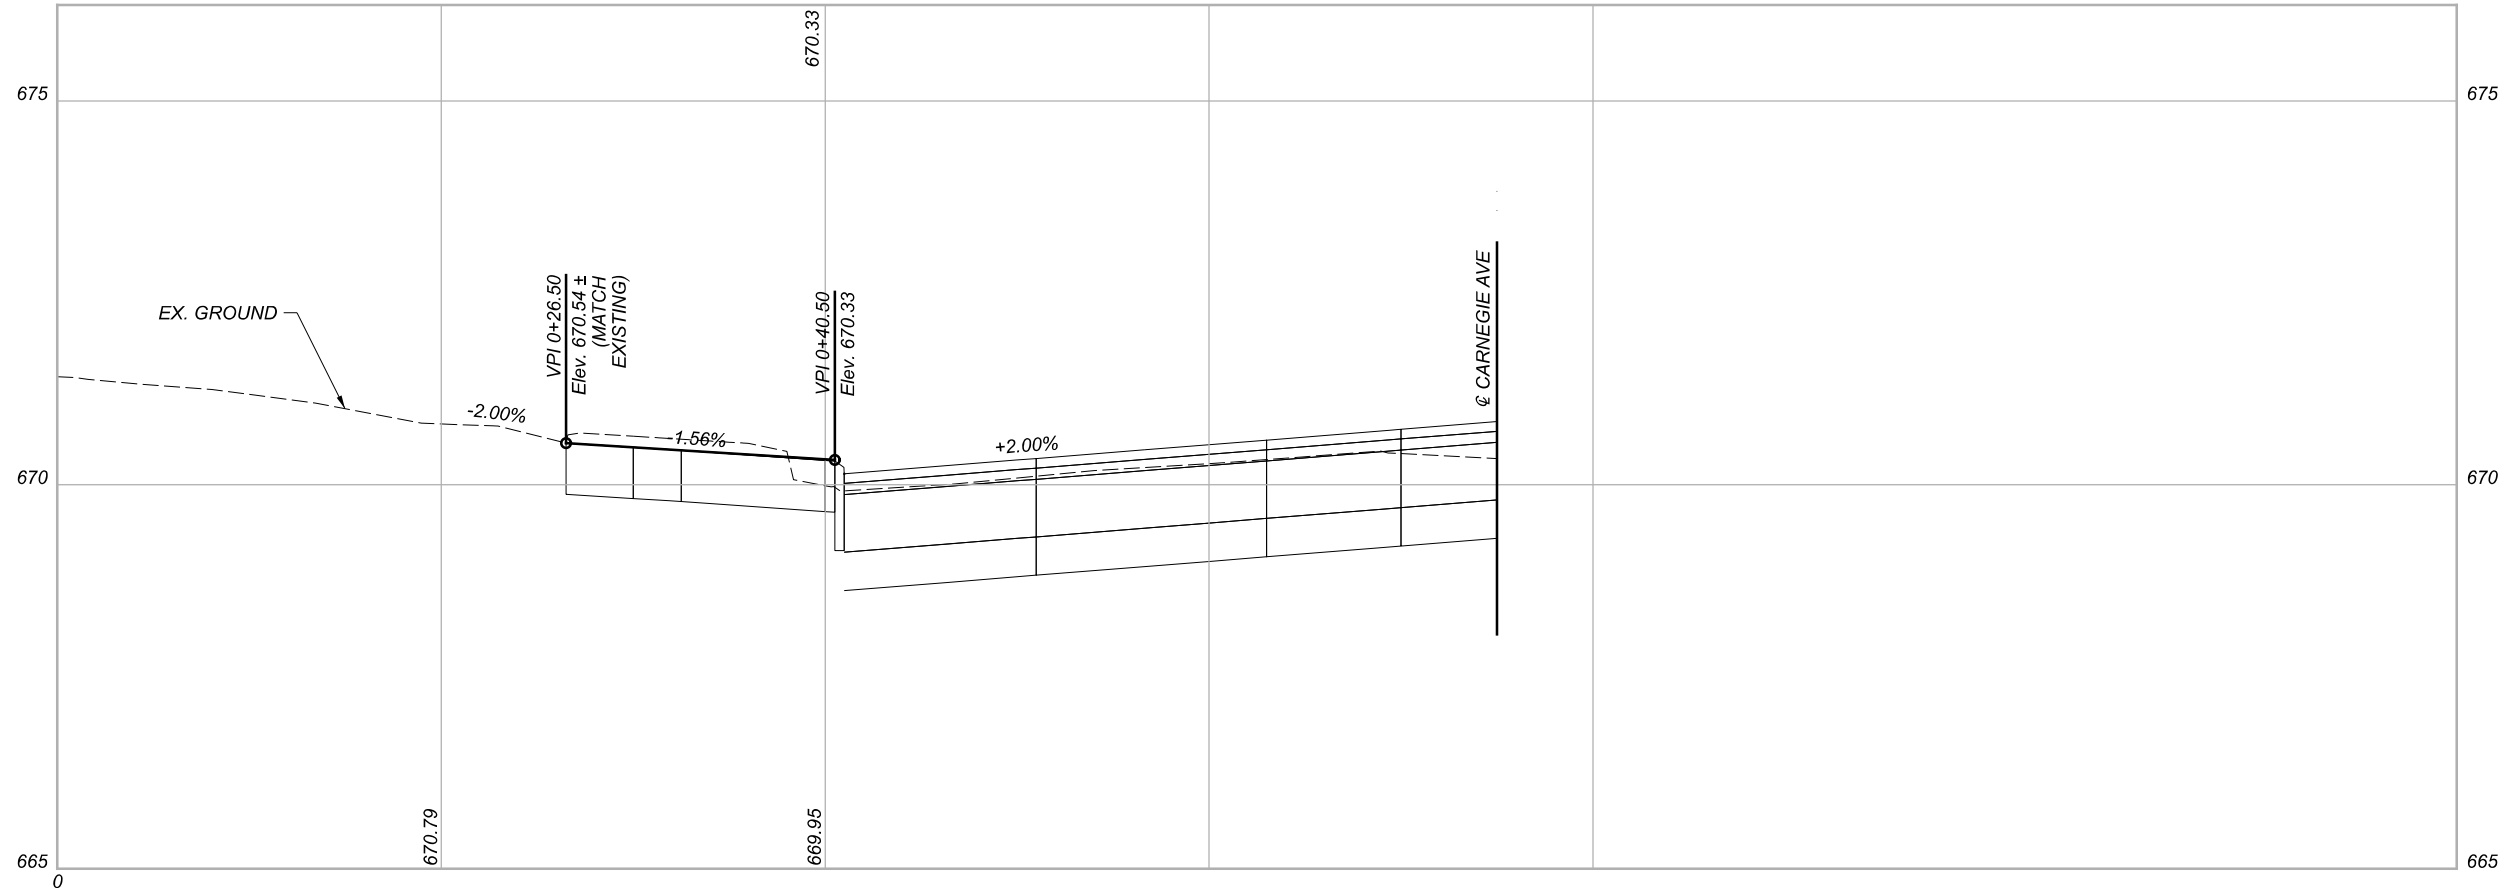 670.33
675
675
EX. GROUND
VPI 0+26.50
Elev. 670.54 ±
(MATCH
EXISTING)
VPI 0+40.50
Elev. 670.33
℄ CARNEGIE AVE
-2.00%
-1.56%
+2.00%
670
670
670.79
669.95
665
665
0